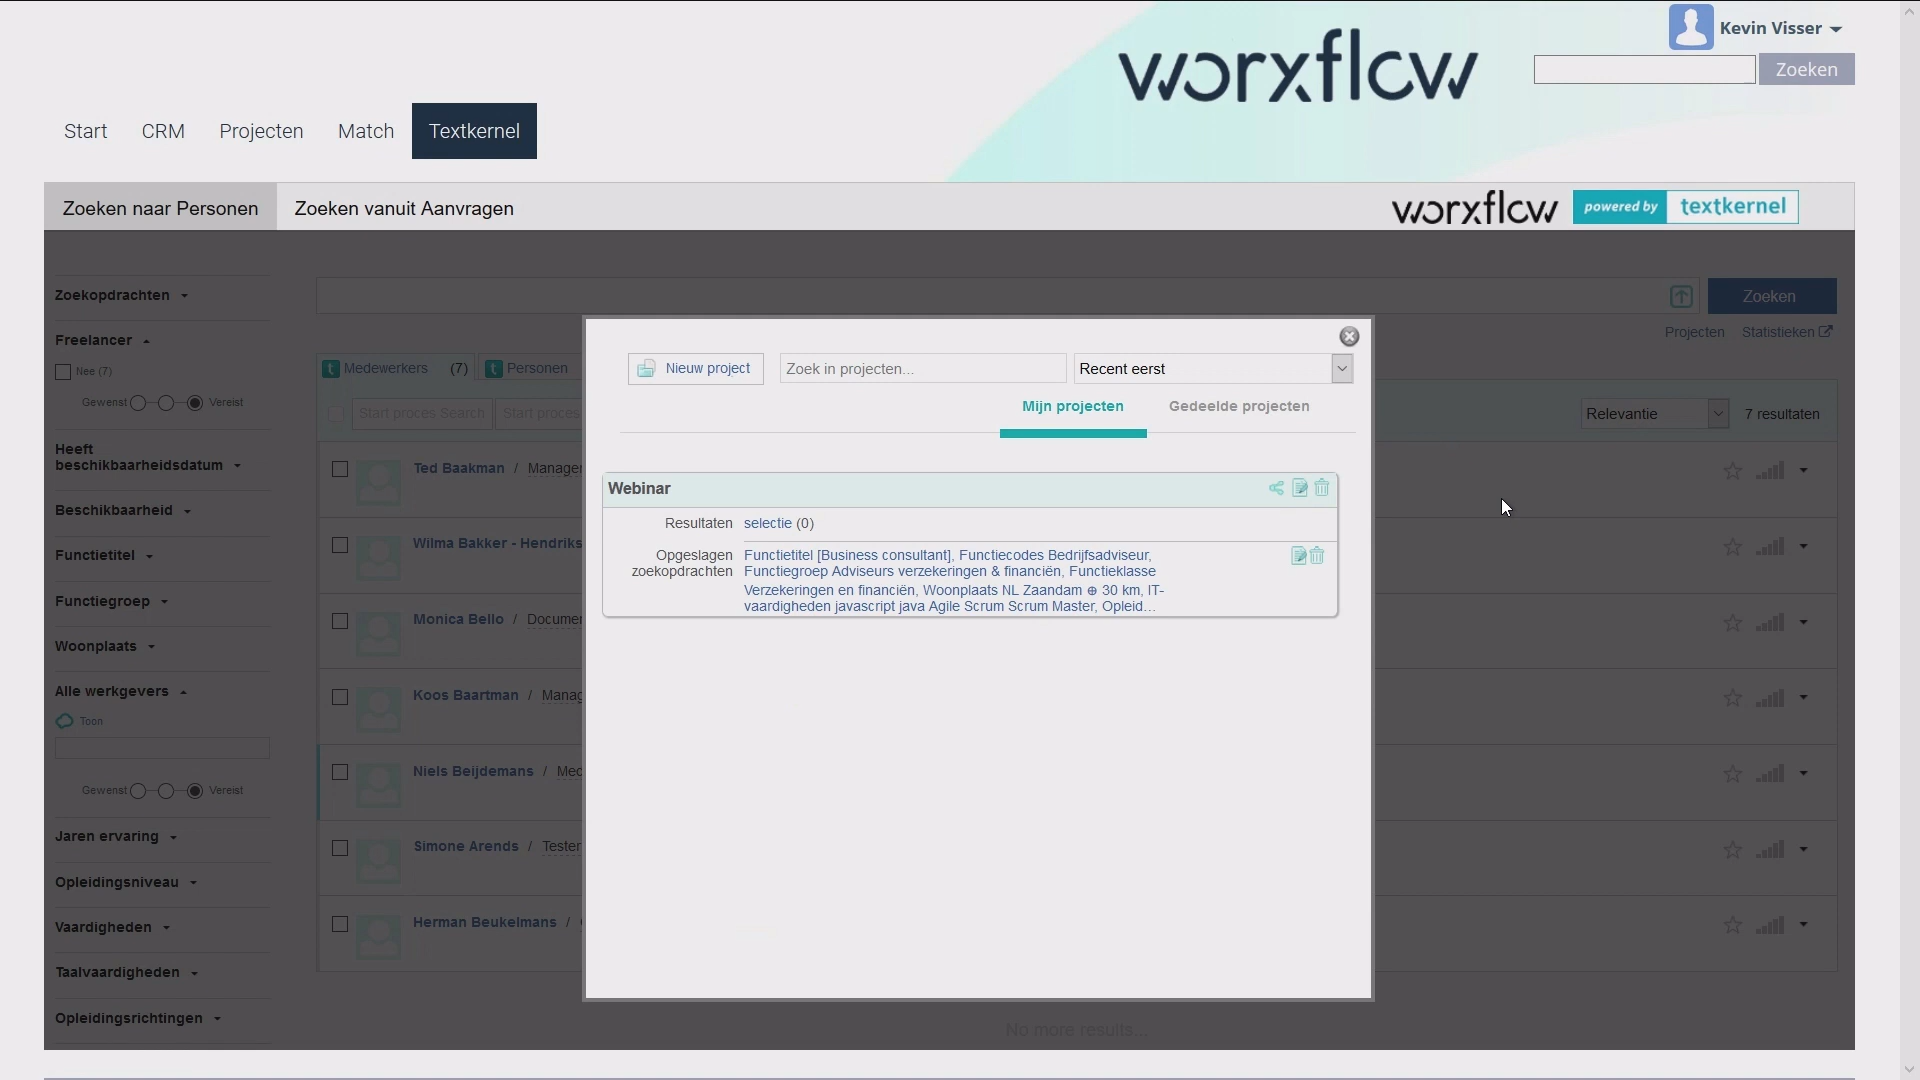 Kevin Visser
worxflow
Zoeken
Start CRM Projecten Match Textkernel
Zoeken naar Personen Zoeken vanuit Aanvragen
worxflow powered by textkernel
Zoekopdrachten
Zoeken
Projecten Statistieken
Freelancer
Nee (7)
Gewenst Vereist
Medewerkers (7) Personen
Start proces Search Start proces
Relevantie 7 resultaten
Heeft
beschikbaarheidsdatum
Beschikbaarheid
Functietitel
Functiegroep
Woonplaats
Alle werkgevers
Toon
Gewenst Vereist
Jaren ervaring
Opleidingsniveau
Vaardigheden
Taalvaardigheden
Opleidingsrichtingen
Ted Baakman / Manager
Wilma Bakker - Hendriks
Monica Bello / Documen
Koos Baartman / Manag
Niels Beijdemans / Med
Simone Arends / Tester
Herman Beukelmans /
No more results...
Nieuw project
Zoek in projecten...
Recent eerst
Mijn projecten Gedeelde projecten
Webinar
Resultaten selectie (0)
Opgeslagen
zoekopdrachten
Functietitel [Business consultant], Functiecodes Bedrijfsadviseur,
Functiegroep Adviseurs verzekeringen & financiën, Functieklasse
Verzekeringen en financiën, Woonplaats NL Zaandam ⊕ 30 km, IT-
vaardigheden javascript java Agile Scrum Scrum Master, Opleid...